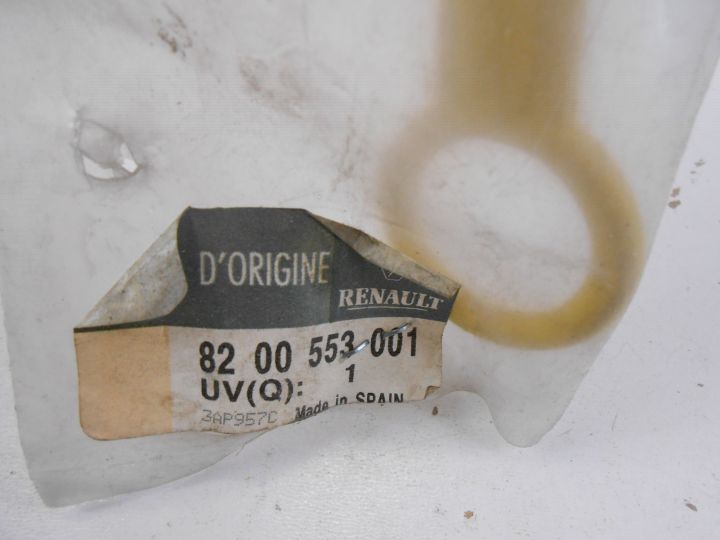 D'ORIGINE
RENAULT
82 00 553 001
UV(Q): 1
3AP957C Made in SPAIN